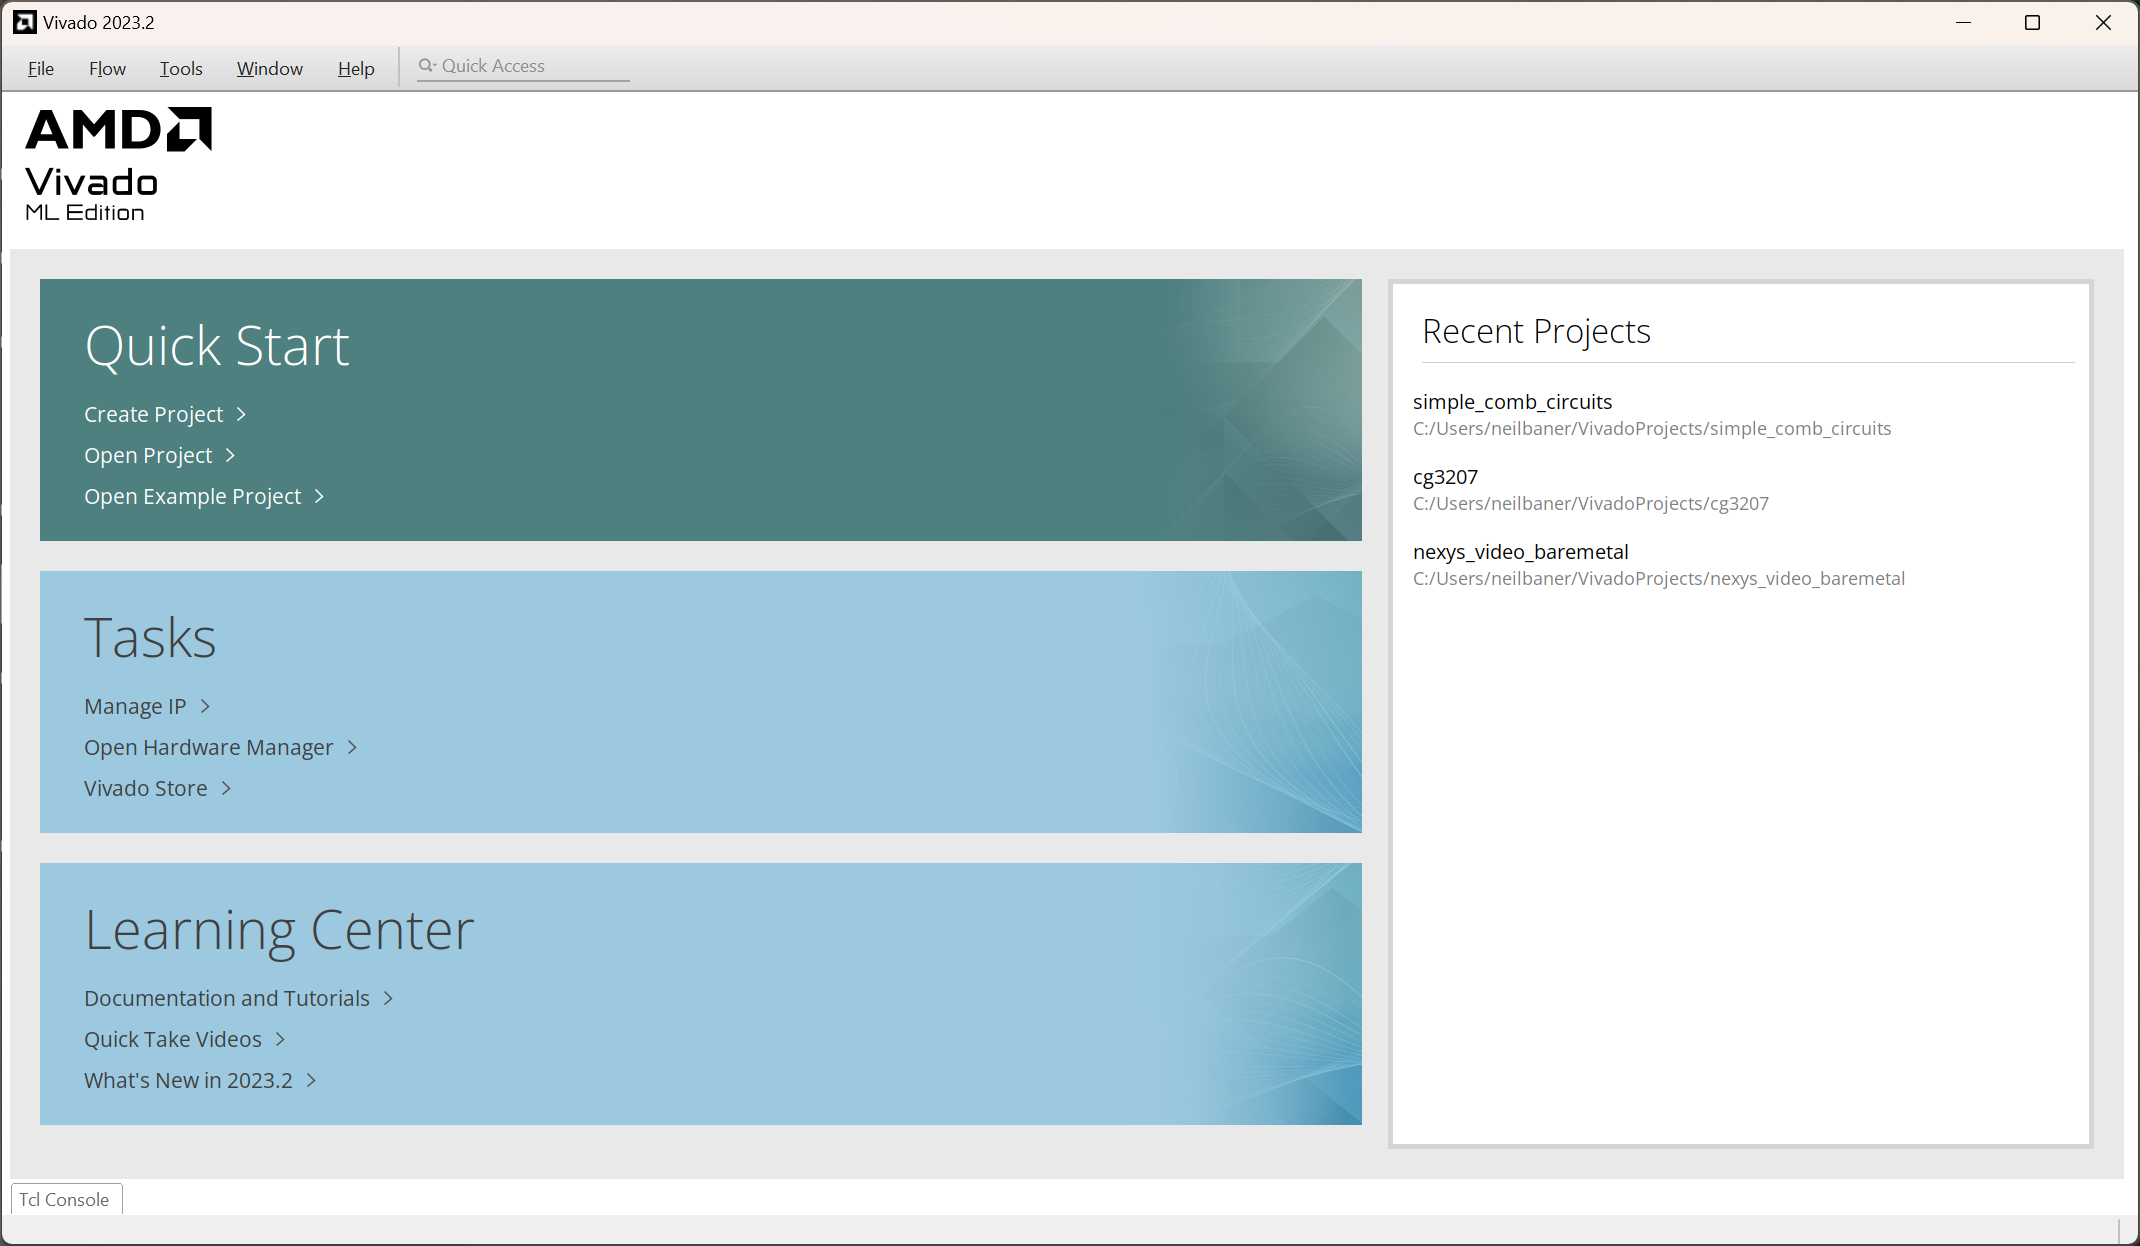 Vivado 2023.2
File Flow Tools Window Help Quick Access
AMD
Vivado
ML Edition
Quick Start
Create Project
Open Project
Open Example Project
Tasks
Manage IP
Open Hardware Manager
Vivado Store
Learning Center
Documentation and Tutorials
Quick Take Videos
What's New in 2023.2
Recent Projects
simple_comb_circuits
C:/Users/neilbaner/VivadoProjects/simple_comb_circuits
cg3207
C:/Users/neilbaner/VivadoProjects/cg3207
nexys_video_baremetal
C:/Users/neilbaner/VivadoProjects/nexys_video_baremetal
Tcl Console